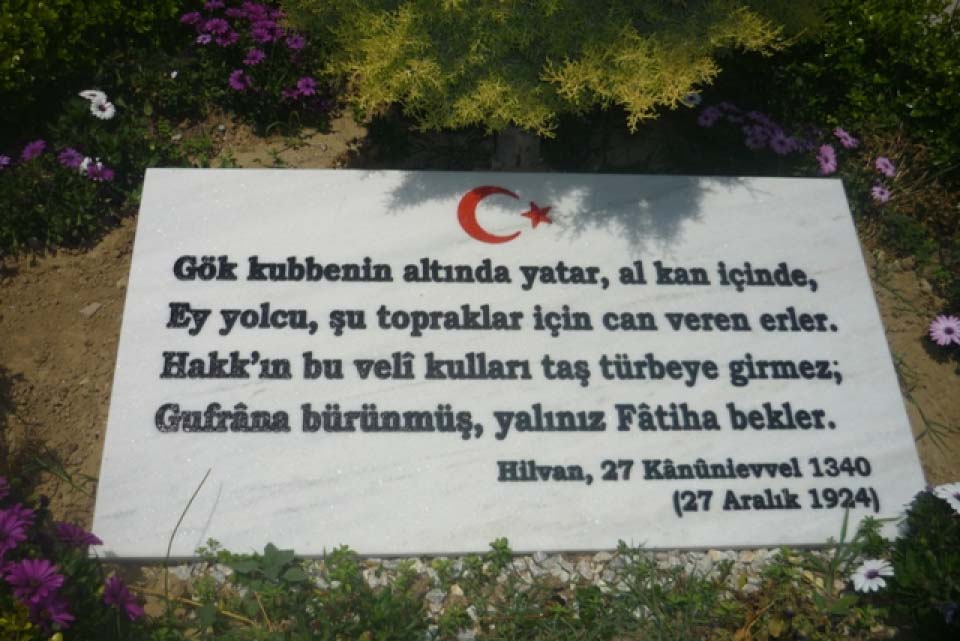 Gök kubbenin altında yatar, al kan içinde,
Ey yolcu, şu topraklar için can veren erler.
Hakk'ın bu velî kulları taş türbeye girmez;
Gufrâna bürünmüş, yalınız Fâtiha bekler.
Hilvan, 27 Kânûnievvel 1340
(27 Aralık 1924)